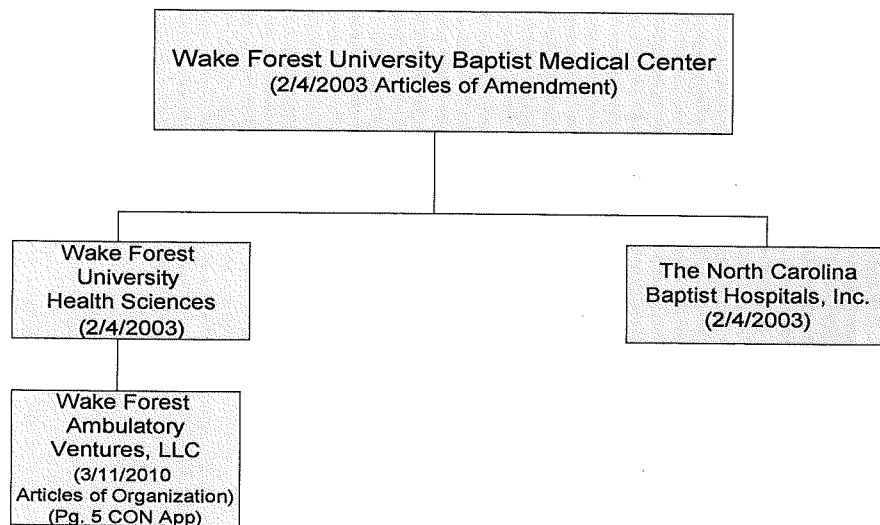 Wake Forest University Baptist Medical Center
(2/4/2003 Articles of Amendment)
Wake Forest
University
Health Sciences
(2/4/2003)
The North Carolina
Baptist Hospitals, Inc.
(2/4/2003)
Wake Forest
Ambulatory
Ventures, LLC
(3/11/2010
Articles of Organization)
(Pg. 5 CON App)